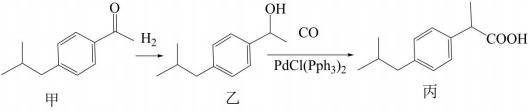 O
H₂
甲
OH
乙
CO
PdCl(Pph₃)₂
COOH
丙